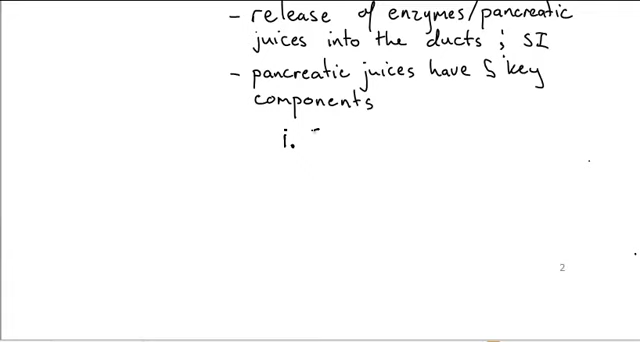 - release of enzymes/pancreatic
juices into the ducts ; SI
- pancreatic juices have 5 key
components
i. -
2